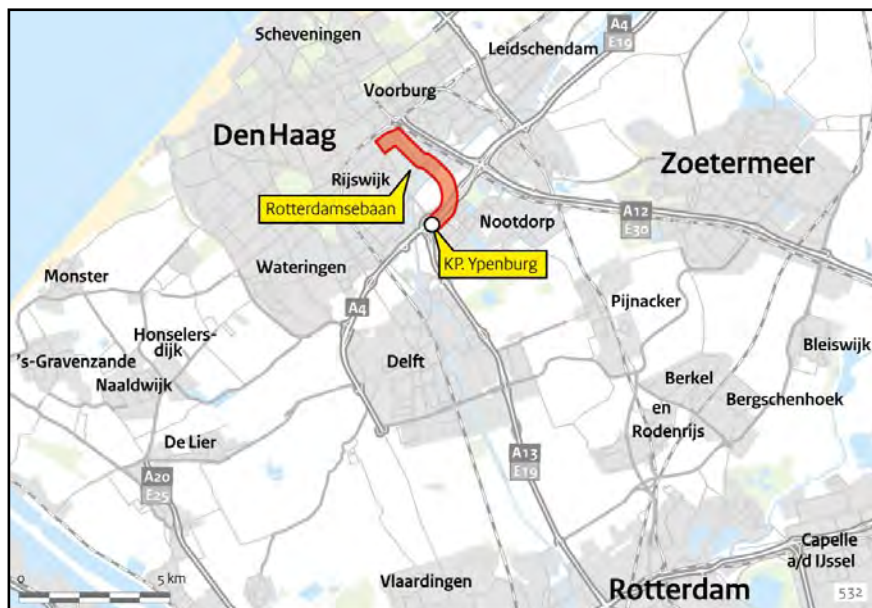 Scheveningen
A4
E19
Leidschendam
Voorburg
Den Haag
Zoetermeer
Rijswijk
Rotterdamsebaan
Nootdorp
A12
E30
KP. Ypenburg
Wateringen
Monster
A4
Pijnacker
Honselers-
dijk
Bleiswijk
's-Gravenzande
Delft
Naaldwijk
Berkel
en
Rodenrijs
Bergschenhoek
De Lier
A13
E19
A20
E25
Capelle
a/d IJssel
0
5 km
Vlaardingen
Rotterdam
532